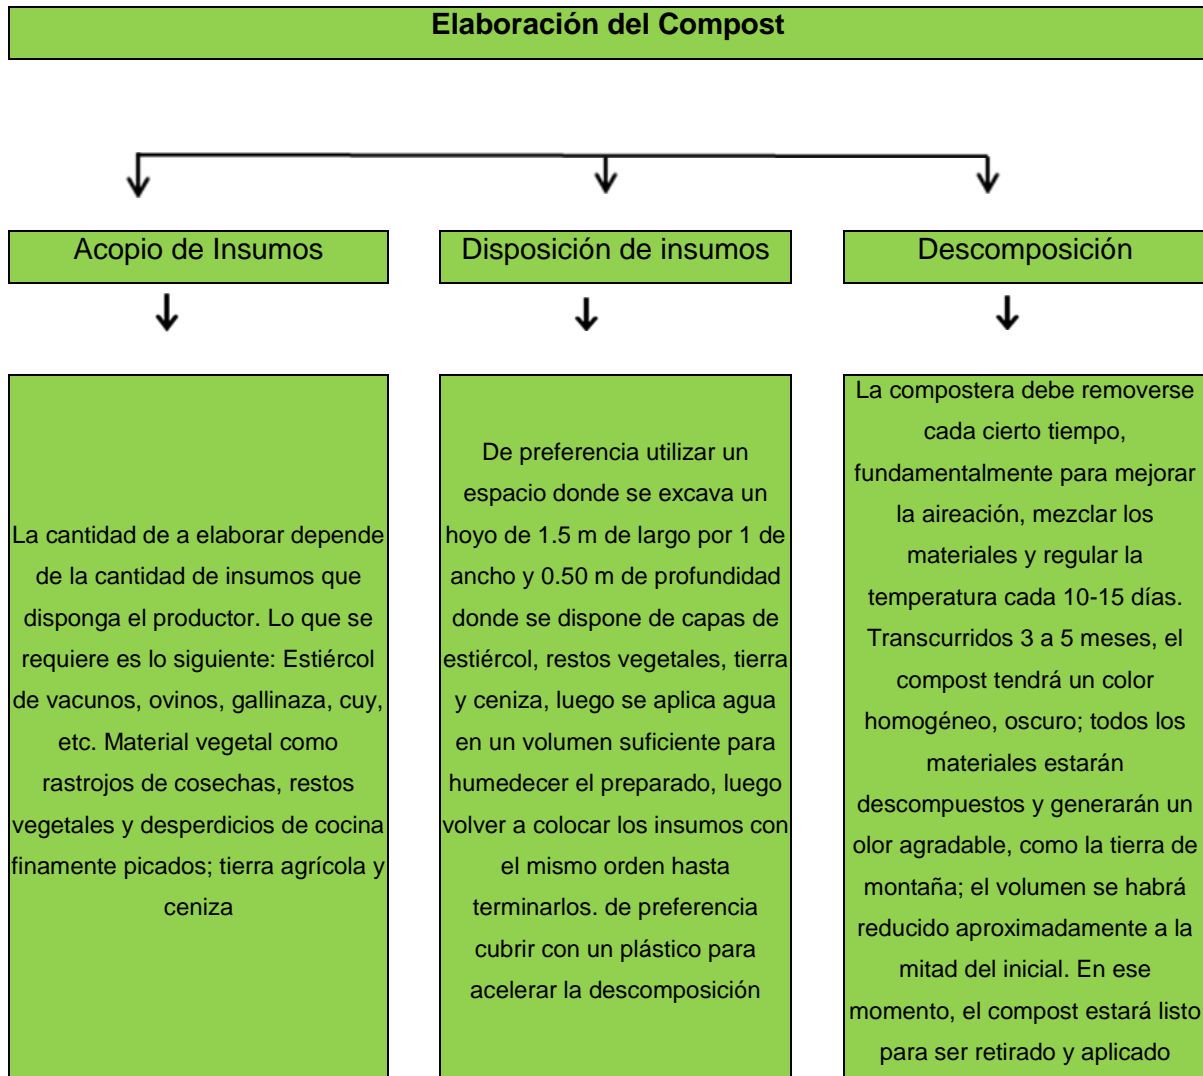 Elaboración del Compost
Acopio de Insumos
Disposición de insumos
Descomposición
La cantidad de a elaborar depende
de la cantidad de insumos que
disponga el productor. Lo que se
requiere es lo siguiente: Estiércol
de vacunos, ovinos, gallinaza, cuy,
etc. Material vegetal como
rastrojos de cosechas, restos
vegetales y desperdicios de cocina
finamente picados; tierra agrícola y
ceniza
De preferencia utilizar un
espacio donde se excava un
hoyo de 1.5 m de largo por 1 de
ancho y 0.50 m de profundidad
donde se dispone de capas de
estiércol, restos vegetales, tierra
y ceniza, luego se aplica agua
en un volumen suficiente para
humedecer el preparado, luego
volver a colocar los insumos con
el mismo orden hasta
terminarlos. de preferencia
cubrir con un plástico para
acelerar la descomposición
La compostera debe removerse
cada cierto tiempo,
fundamentalmente para mejorar
la aireación, mezclar los
materiales y regular la
temperatura cada 10-15 días.
Transcurridos 3 a 5 meses, el
compost tendrá un color
homogéneo, oscuro; todos los
materiales estarán
descompuestos y generarán un
olor agradable, como la tierra de
montaña; el volumen se habrá
reducido aproximadamente a la
mitad del inicial. En ese
momento, el compost estará listo
para ser retirado y aplicado